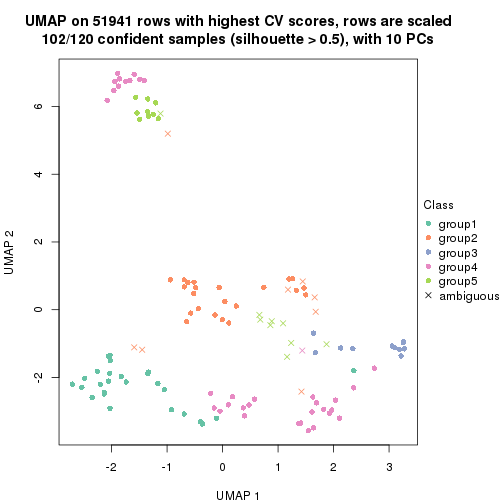 UMAP on 51941 rows with highest CV scores, rows are scaled
102/120 confident samples (silhouette > 0.5), with 10 PCs
6
4
2
0
-2
UMAP 2
-2
-1
0
1
2
3
UMAP 1
Class
group1
group2
group3
group4
group5
ambiguous